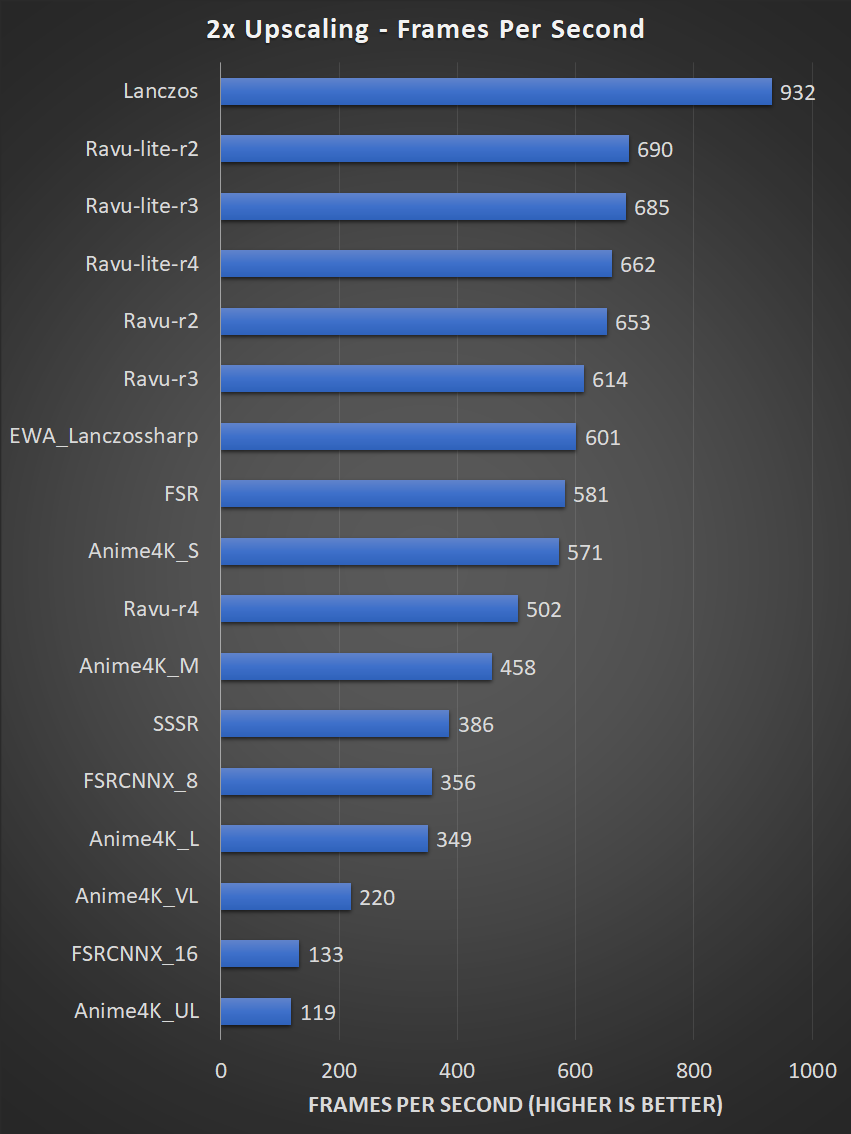 2x Upscaling - Frames Per Second
Lanczos 932
Ravu-lite-r2 690
Ravu-lite-r3 685
Ravu-lite-r4 662
Ravu-r2 653
Ravu-r3 614
EWA_Lanczossharp 601
FSR 581
Anime4K_S 571
Ravu-r4 502
Anime4K_M 458
SSSR 386
FSRCNNX_8 356
Anime4K_L 349
Anime4K_VL 220
FSRCNNX_16 133
Anime4K_UL 119
0 200 400 600 800 1000
FRAMES PER SECOND (HIGHER IS BETTER)